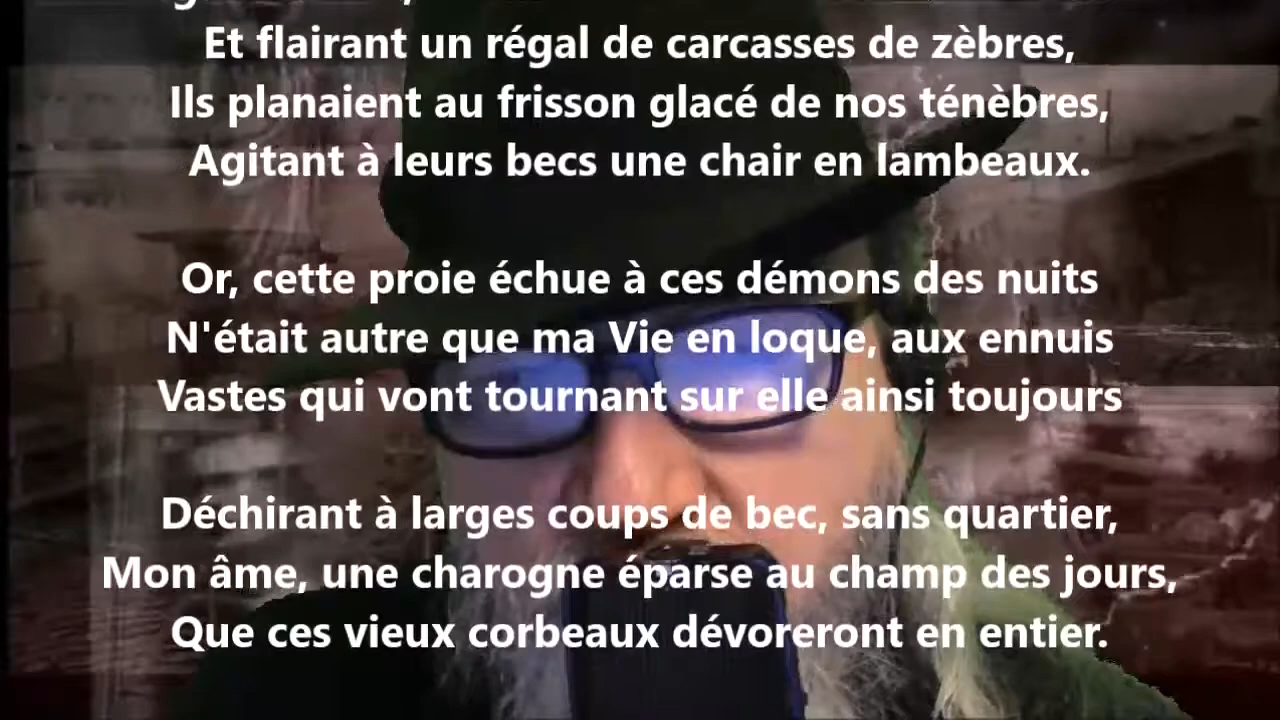 Et flairant un régal de carcasses de zèbres,
Ils planaient au frisson glacé de nos ténèbres,
Agitant à leurs becs une chair en lambeaux.
Or, cette proie échue à ces démons des nuits
N'était autre que ma Vie en loque, aux ennuis
Vastes qui vont tournant sur elle ainsi toujours
Déchirant à larges coups de bec, sans quartier,
Mon âme, une charogne éparse au champ des jours,
Que ces vieux corbeaux dévoreront en entier.